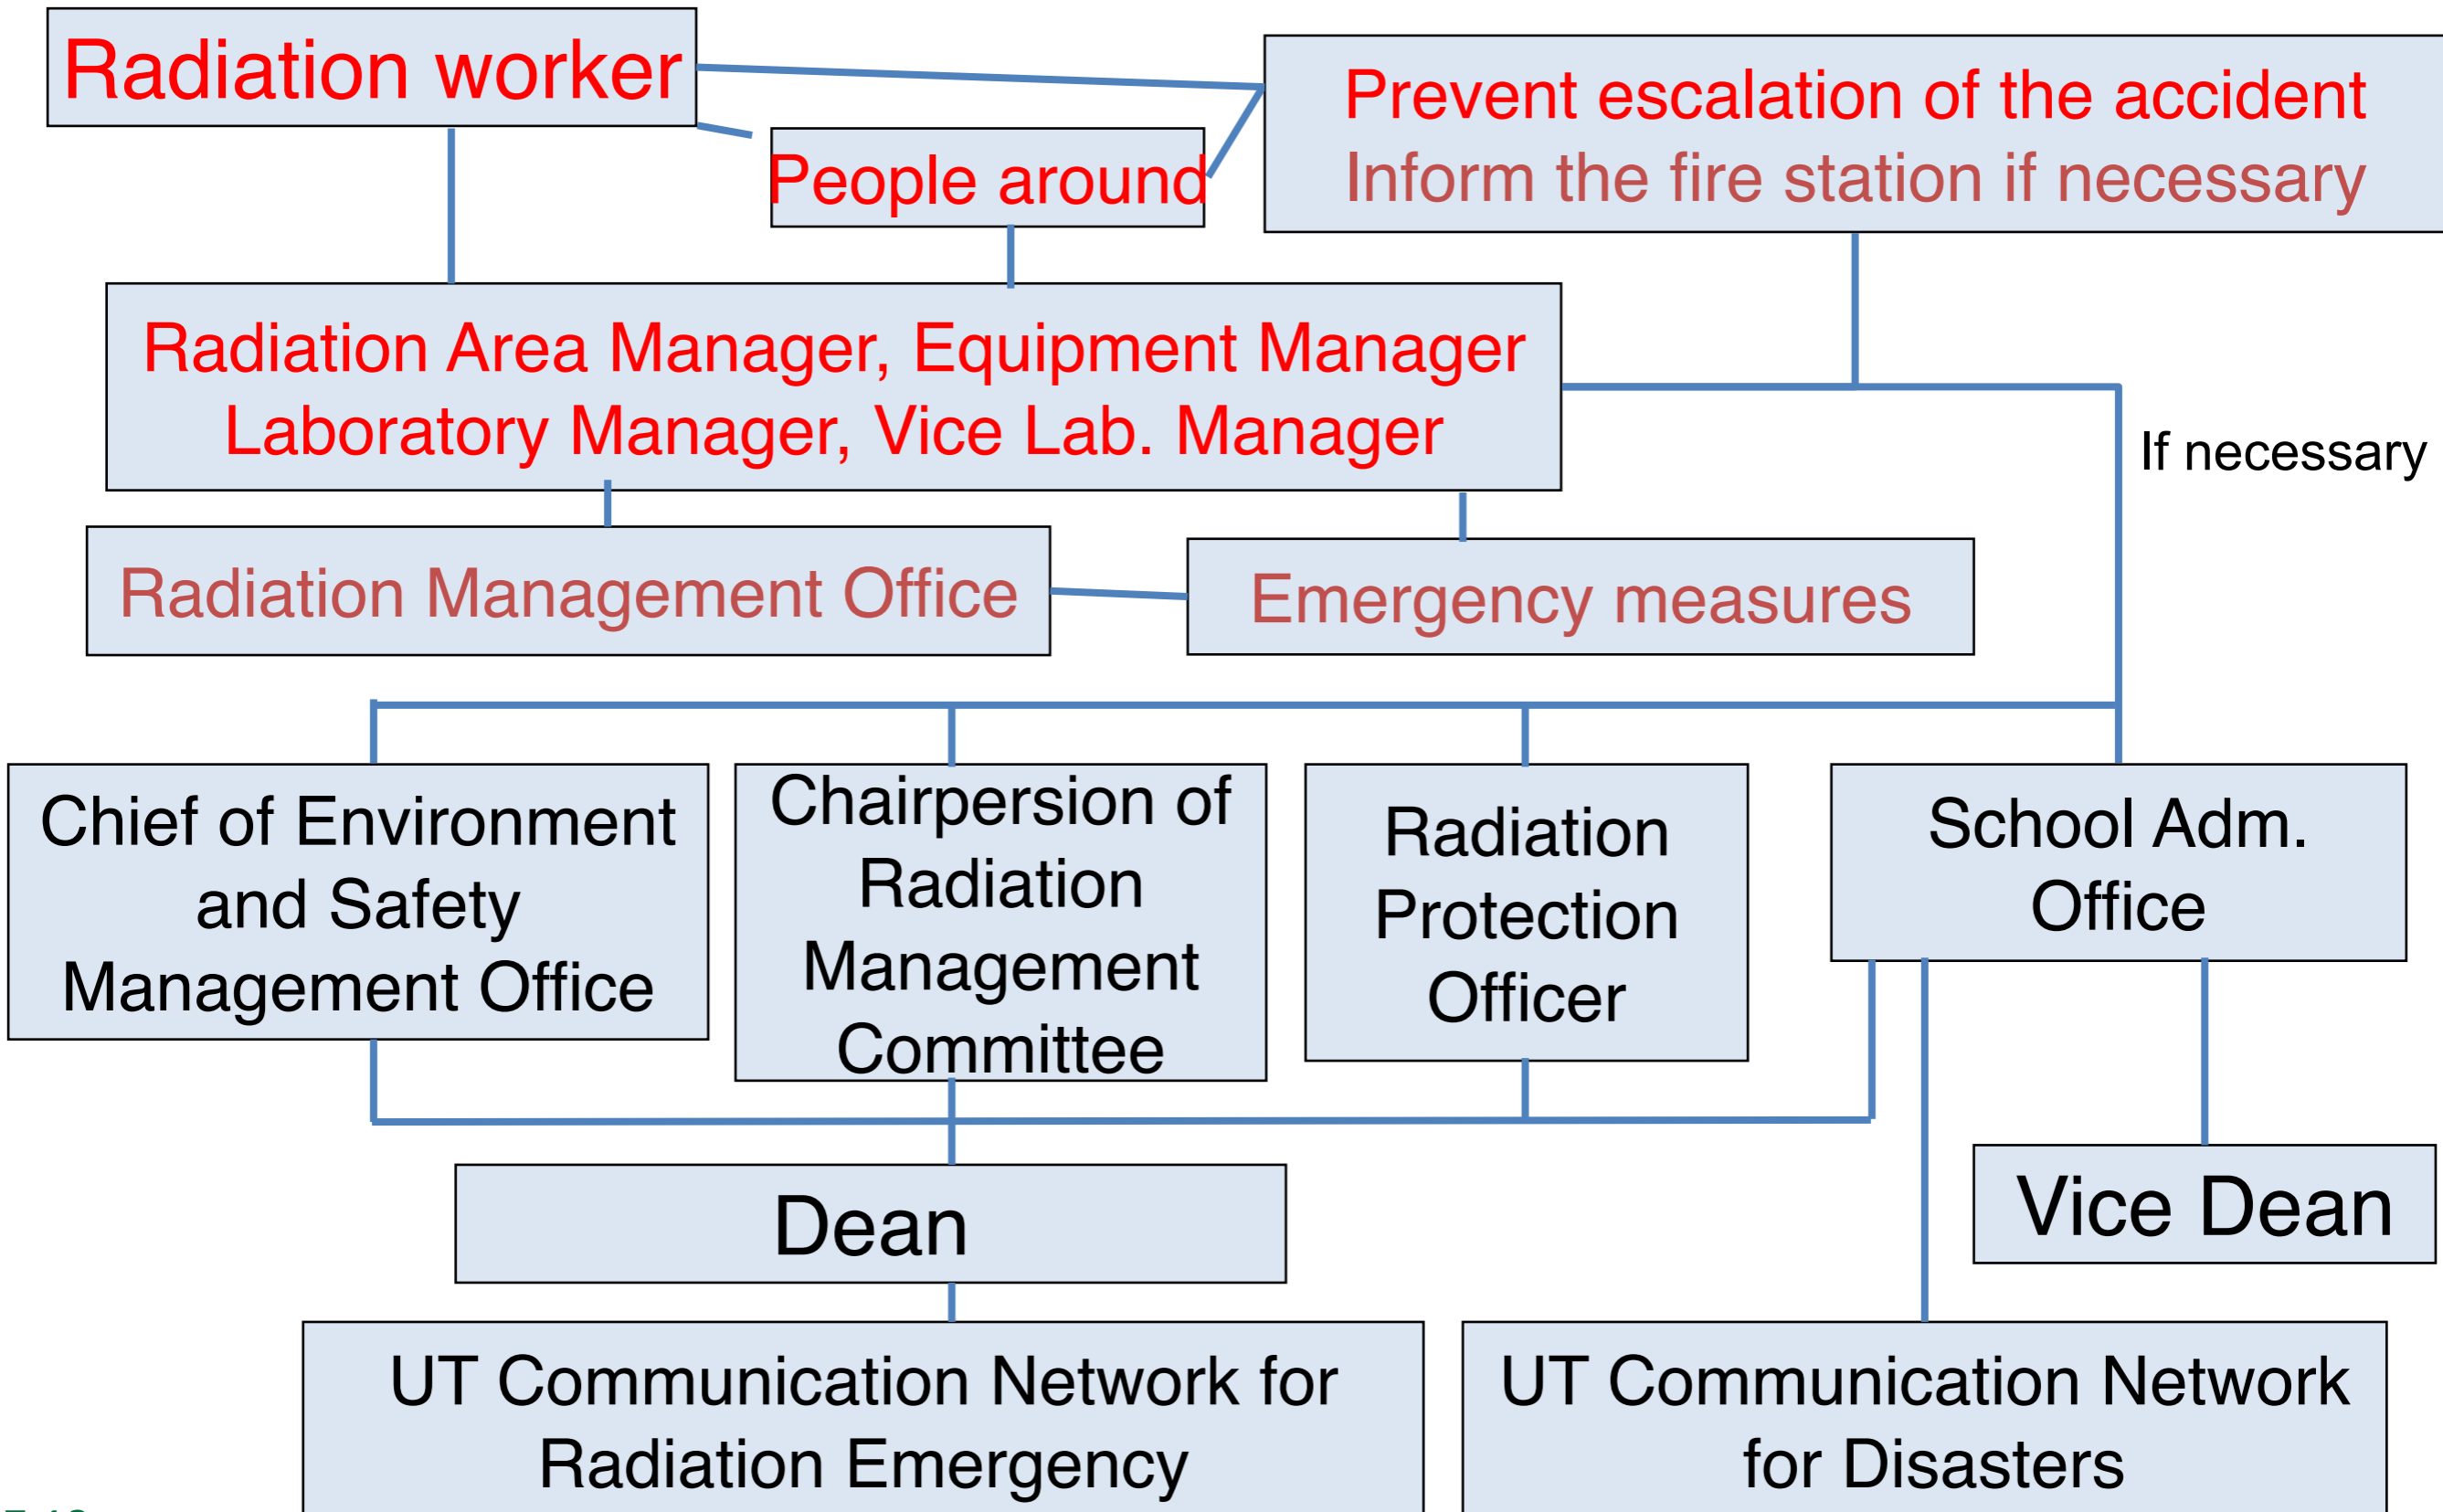 Radiation worker
Prevent escalation of the accident
Inform the fire station if necessary
People around
Radiation Area Manager, Equipment Manager
Laboratory Manager, Vice Lab. Manager
If necessary
Radiation Management Office
Emergency measures
Chief of Environment
and Safety
Management Office
Chairpersion of
Radiation
Management
Committee
Radiation
Protection
Officer
School Adm.
Office
Dean
Vice Dean
UT Communication Network for
Radiation Emergency
UT Communication Network
for Disasters